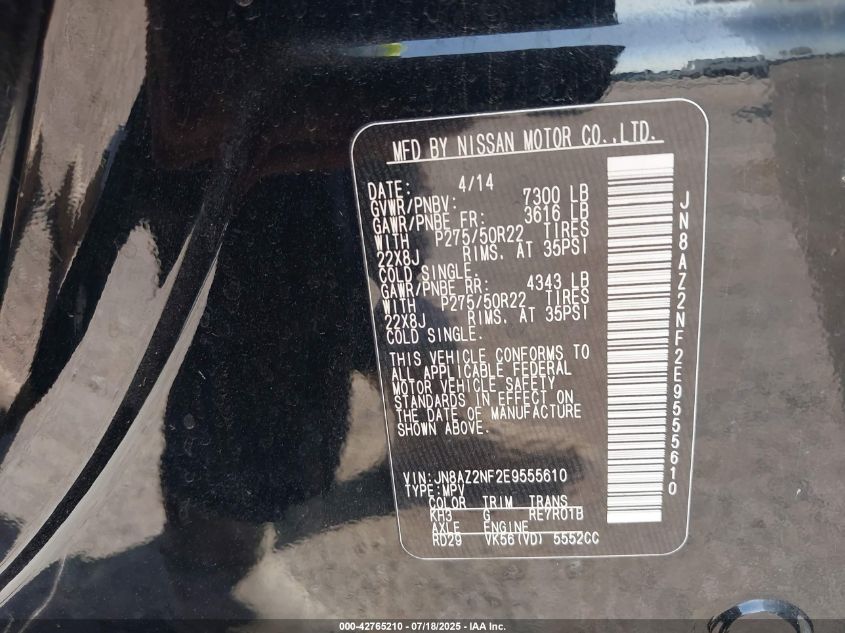 MFD BY NISSAN MOTOR CO.,LTD.
DATE: 4/14
GVWR/PNBV: 7300 LB
GAWR/PNBE FR: 3616 LB
WITH P275/50R22 TIRES
22X8J RIMS. AT 35PSI
COLD SINGLE.
GAWR/PNBE RR: 4343 LB
WITH P275/50R22 TIRES
22X8J RIMS. AT 35PSI
COLD SINGLE.
THIS VEHICLE CONFORMS TO
ALL APPLICABLE FEDERAL
MOTOR VEHICLE SAFETY
STANDARDS IN EFFECT ON
THE DATE OF MANUFACTURE
SHOWN ABOVE.
VIN:JN8AZ2NF2E9555610
TYPE:MPV
COLOR TRIM TRANS
KH3 G RE7R01B
AXLE ENGINE
RD29 VK56(VD) 5552CC
JN8AZ2NF2E9555610
000-42765210 - 07/18/2025 - IAA Inc.